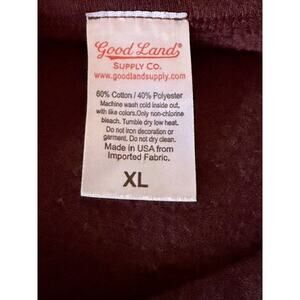 Good Land®
SUPPLY CO.
www.goodlandsupply.com
60% Cotton / 40% Polyester
Machine wash cold inside out,
with like colors.Only non-chlorine
bleach. Tumble dry low heat.
Do not iron decoration or
garment. Do not dry clean.
Made in USA from
Imported Fabric.
XL